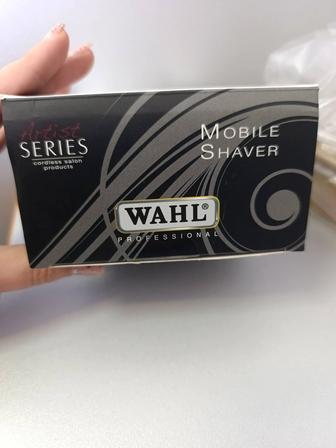 Artist
SERIES
cordless salon
products
MOBILE
SHAVER
WAHL®
PROFESSIONAL